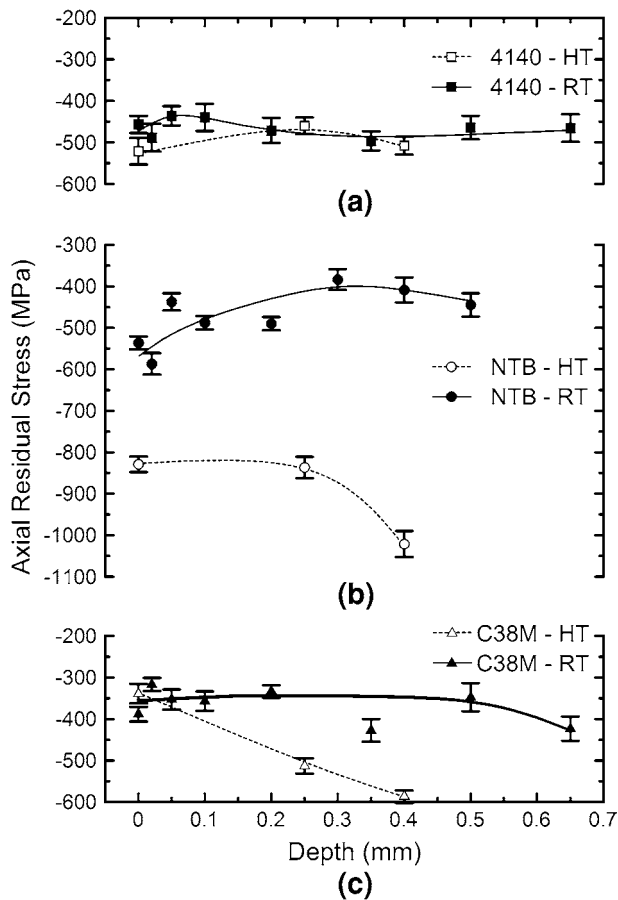 -200
-300
-400
-500
-600
4140 - HT
4140 - RT
(a)
Axial Residual Stress (MPa)
-300
-400
-500
-600
-700
-800
-900
-1000
-1100
NTB - HT
NTB - RT
(b)
-200
-300
-400
-500
-600
C38M - HT
C38M - RT
0 0.1 0.2 0.3 0.4 0.5 0.6 0.7
Depth (mm)
(c)